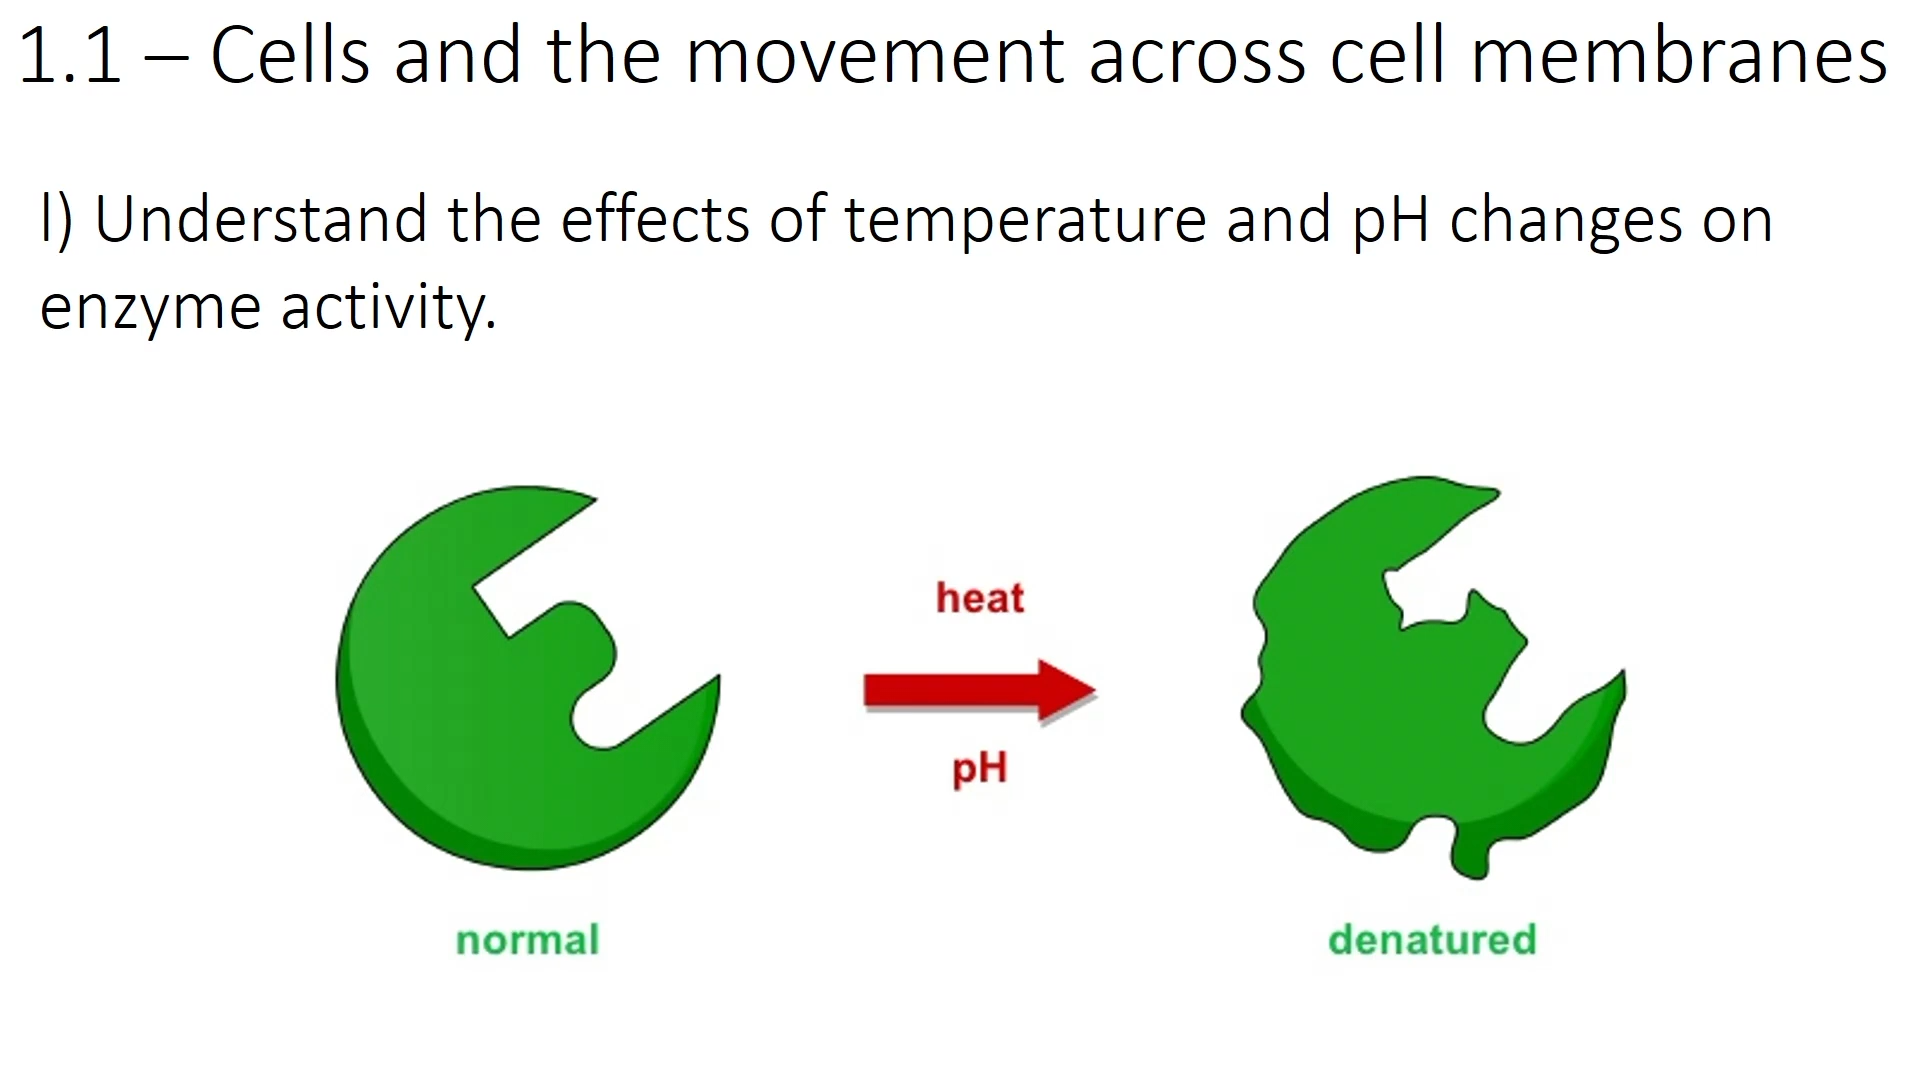 1.1 – Cells and the movement across cell membranes
l) Understand the effects of temperature and pH changes on
enzyme activity.
heat
pH
normal
denatured